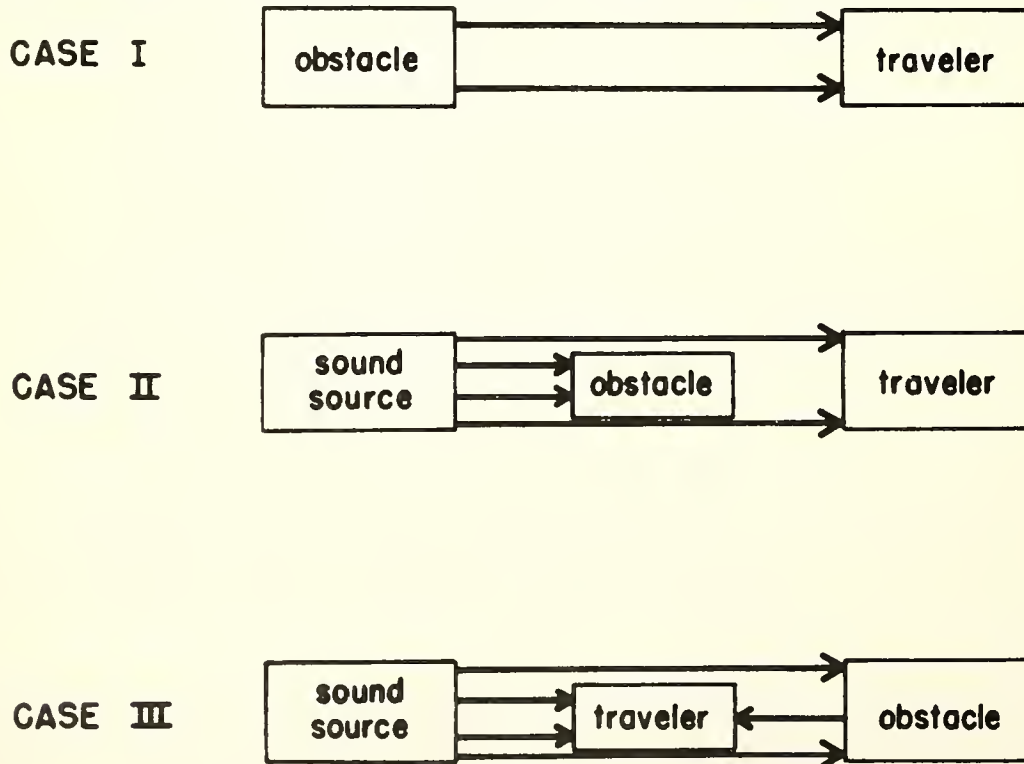 CASE I
obstacle
traveler
CASE II
sound
source
obstacle
traveler
CASE III
sound
source
traveler
obstacle